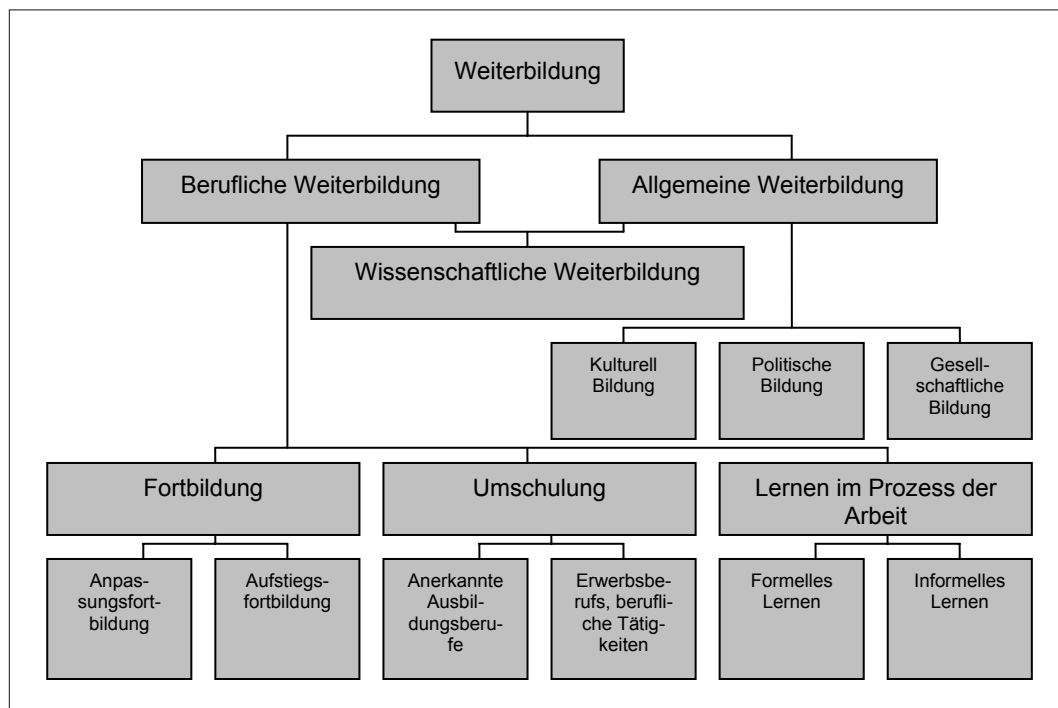 Weiterbildung
Berufliche Weiterbildung
Allgemeine Weiterbildung
Wissenschaftliche Weiterbildung
Kulturell
Bildung
Politische
Bildung
Gesell-
schaftliche
Bildung
Fortbildung
Umschulung
Lernen im Prozess der
Arbeit
Anpas-
sungsfort-
bildung
Aufstiegs-
fortbildung
Anerkannte
Ausbil-
dungsberu-
fe
Erwerbsbe-
rufs, berufli-
che Tätig-
keiten
Formelles
Lernen
Informelles
Lernen